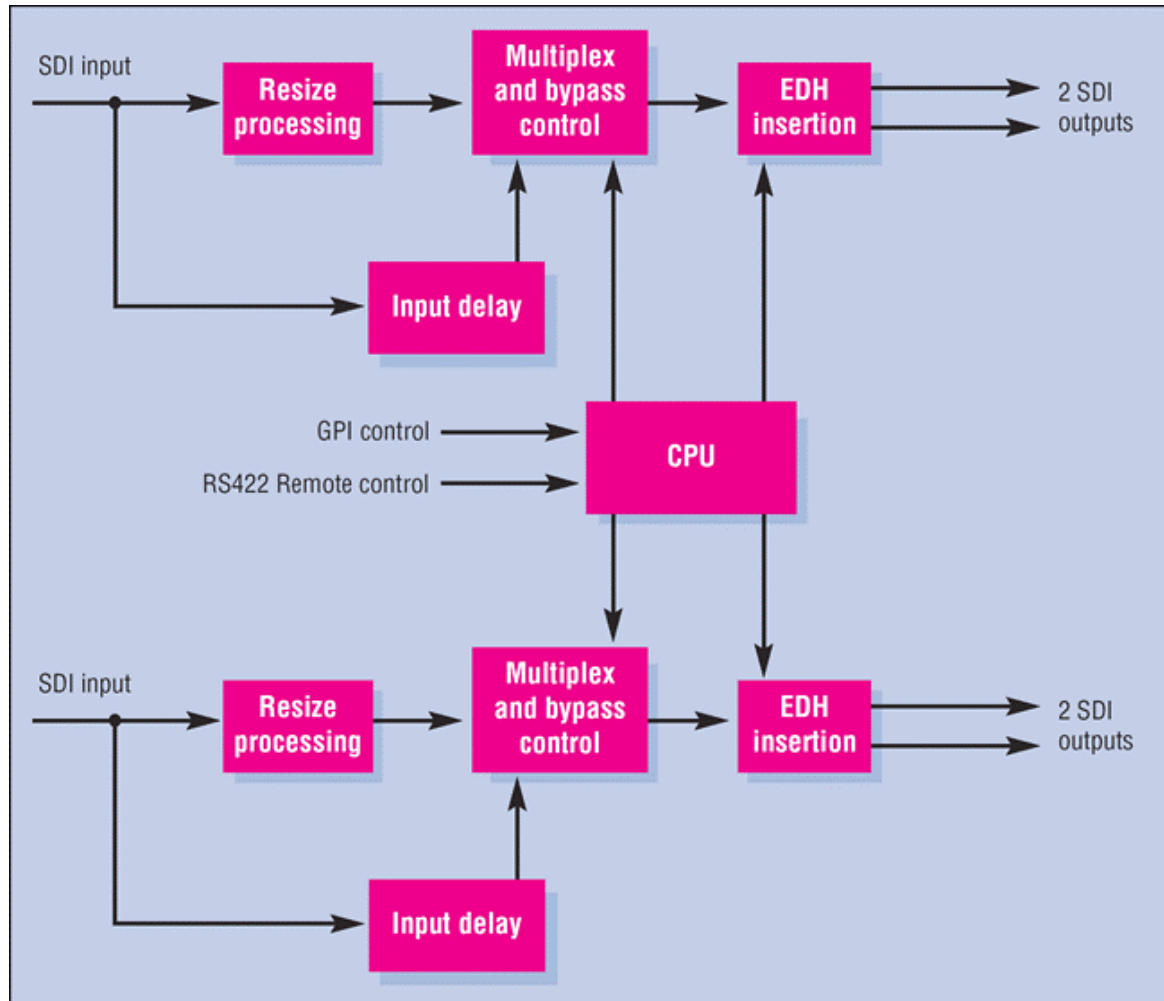 SDI input
Resize
processing
Multiplex
and bypass
control
EDH
insertion
2 SDI
outputs
Input delay
GPI control
RS422 Remote control
CPU
SDI input
Resize
processing
Multiplex
and bypass
control
EDH
insertion
2 SDI
outputs
Input delay